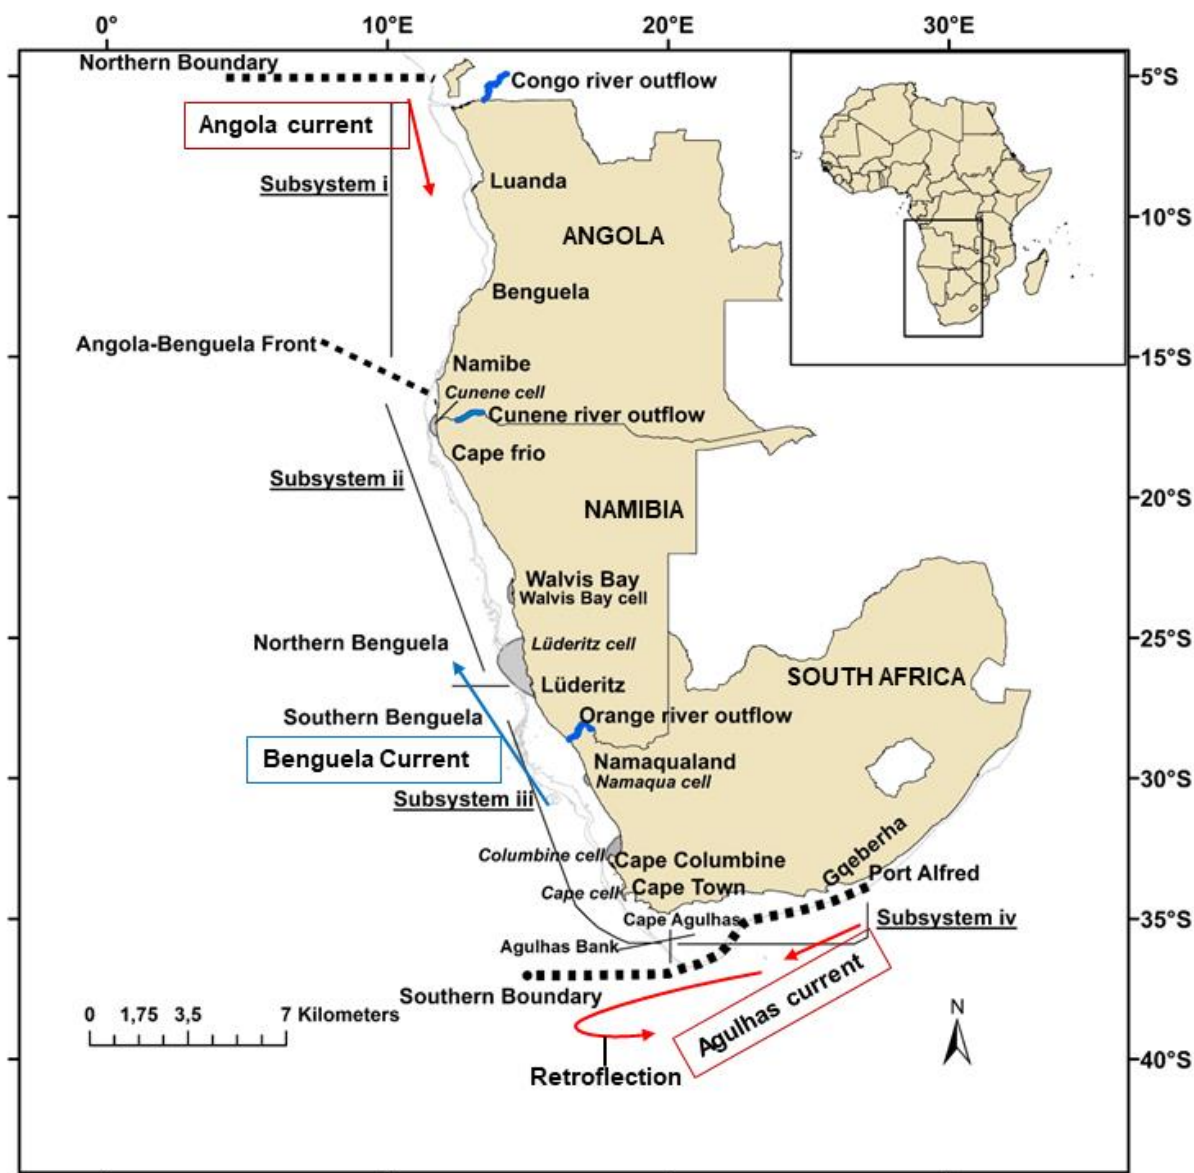 0° 10°E 20°E 30°E
Northern Boundary
5°S
Congo river outflow
Angola current
Subsystem i
Luanda
10°S
ANGOLA
Benguela
Angola-Benguela Front
15°S
Namibe
Cunene cell
Cunene river outflow
Cape frio
Subsystem ii
20°S
NAMIBIA
Walvis Bay
Walvis Bay cell
Northern Benguela
Lüderitz cell
25°S
SOUTH AFRICA
Lüderitz
Southern Benguela
Orange river outflow
Benguela Current
Namaqualand
Namaqua cell
30°S
Subsystem iii
Gqeberha
Columbine cell
Cape Columbine
Port Alfred
Cape cell
Cape Town
Cape Agulhas
Subsystem iv
35°S
Agulhas Bank
Southern Boundary
Agulhas current
0 1,75 3,5 7 Kilometers
N
40°S
Retroflection